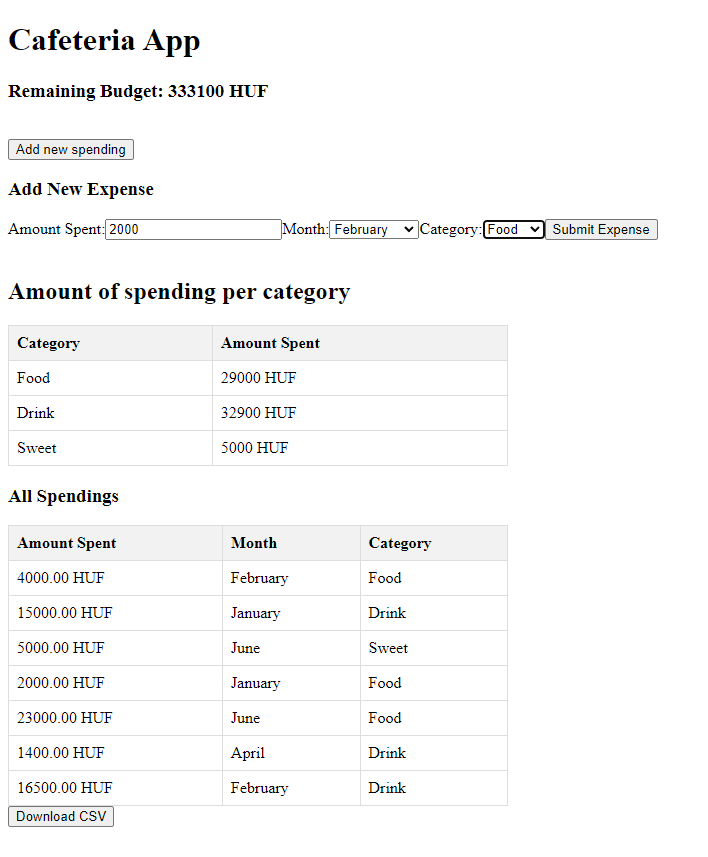 Cafeteria App
Remaining Budget: 333100 HUF
Add new spending
Add New Expense
Amount Spent: 2000 Month: February Category: Food Submit Expense
Amount of spending per category
Category Amount Spent
Food 29000 HUF
Drink 32900 HUF
Sweet 5000 HUF
All Spendings
Amount Spent Month Category
4000.00 HUF February Food
15000.00 HUF January Drink
5000.00 HUF June Sweet
2000.00 HUF January Food
23000.00 HUF June Food
1400.00 HUF April Drink
16500.00 HUF February Drink
Download CSV